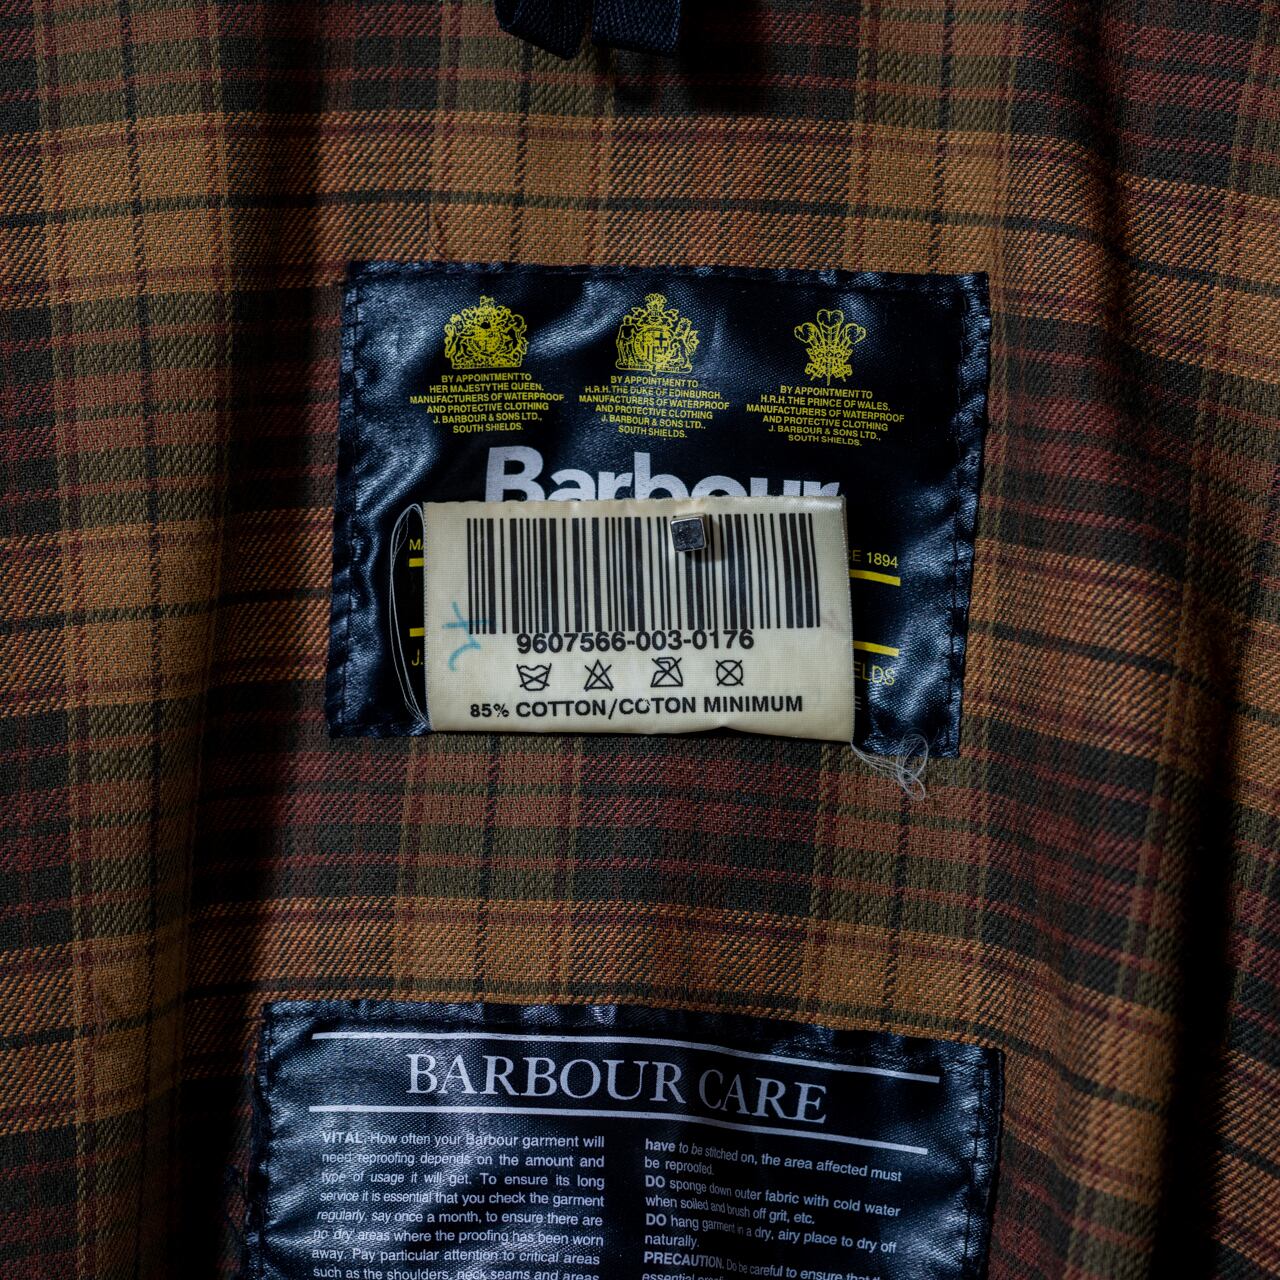 BY APPOINTMENT TO
HER MAJESTY THE QUEEN.
MANUFACTURERS OF WATERPROOF
AND PROTECTIVE CLOTHING
J. BARBOUR & SONS LTD.,
SOUTH SHIELDS.
BY APPOINTMENT TO
H.R.H. THE DUKE OF EDINBURGH.
MANUFACTURERS OF WATERPROOF
AND PROTECTIVE CLOTHING
J. BARBOUR & SONS LTD.,
SOUTH SHIELDS.
BY APPOINTMENT TO
H.R.H. THE PRINCE OF WALES.
MANUFACTURERS OF WATERPROOF
AND PROTECTIVE CLOTHING
J. BARBOUR & SONS LTD.,
SOUTH SHIELDS.
Barbour
1894
9607566-003-0176
85% COTTON/COTON MINIMUM
BARBOUR CARE
VITAL. How often your Barbour garment will
need reproofing depends on the amount and
type of usage it will get. To ensure its long
service it is essential that you check the garment
regularly, say once a month, to ensure there are
no dry areas where the proofing has been worn
away. Pay particular attention to critical areas
such as the shoulders, neck seams and areas
have to be stitched on, the area affected must
be reproofed.
DO sponge down outer fabric with cold water
when soiled and brush off grit, etc.
DO hang garment in a dry, airy place to dry off
naturally.
PRECAUTION. Do be careful to ensure that
essential